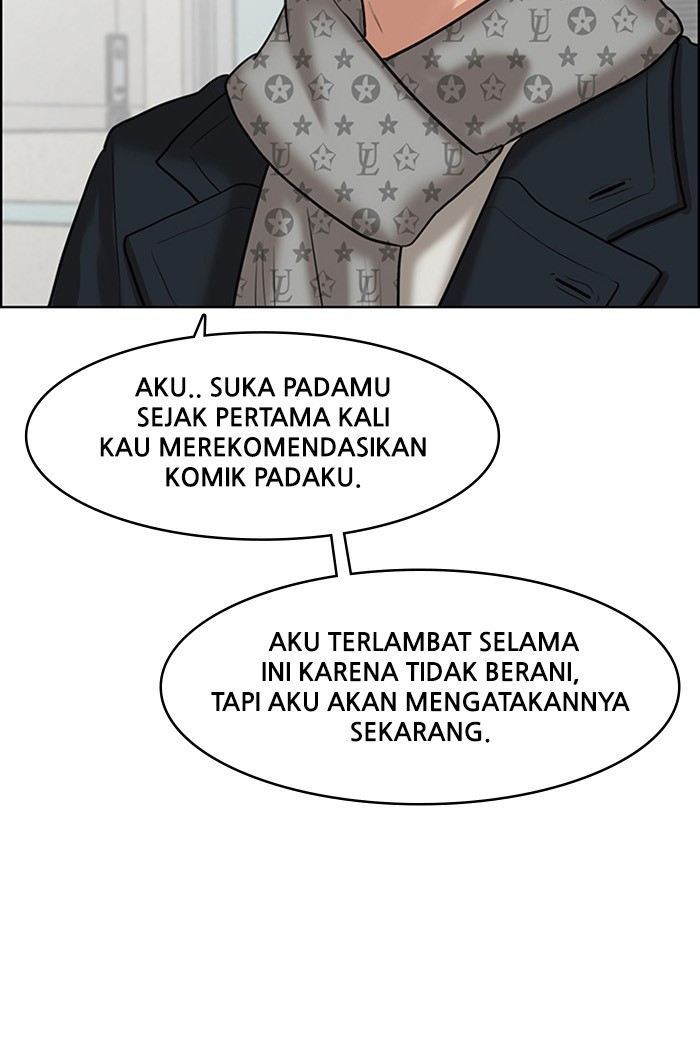 AKU.. SUKA PADAMU
SEJAK PERTAMA KALI
KAU MEREKOMENDASIKAN
KOMIK PADAKU.
AKU TERLAMBAT SELAMA
INI KARENA TIDAK BERANI,
TAPI AKU AKAN MENGATAKANNYA
SEKARANG.